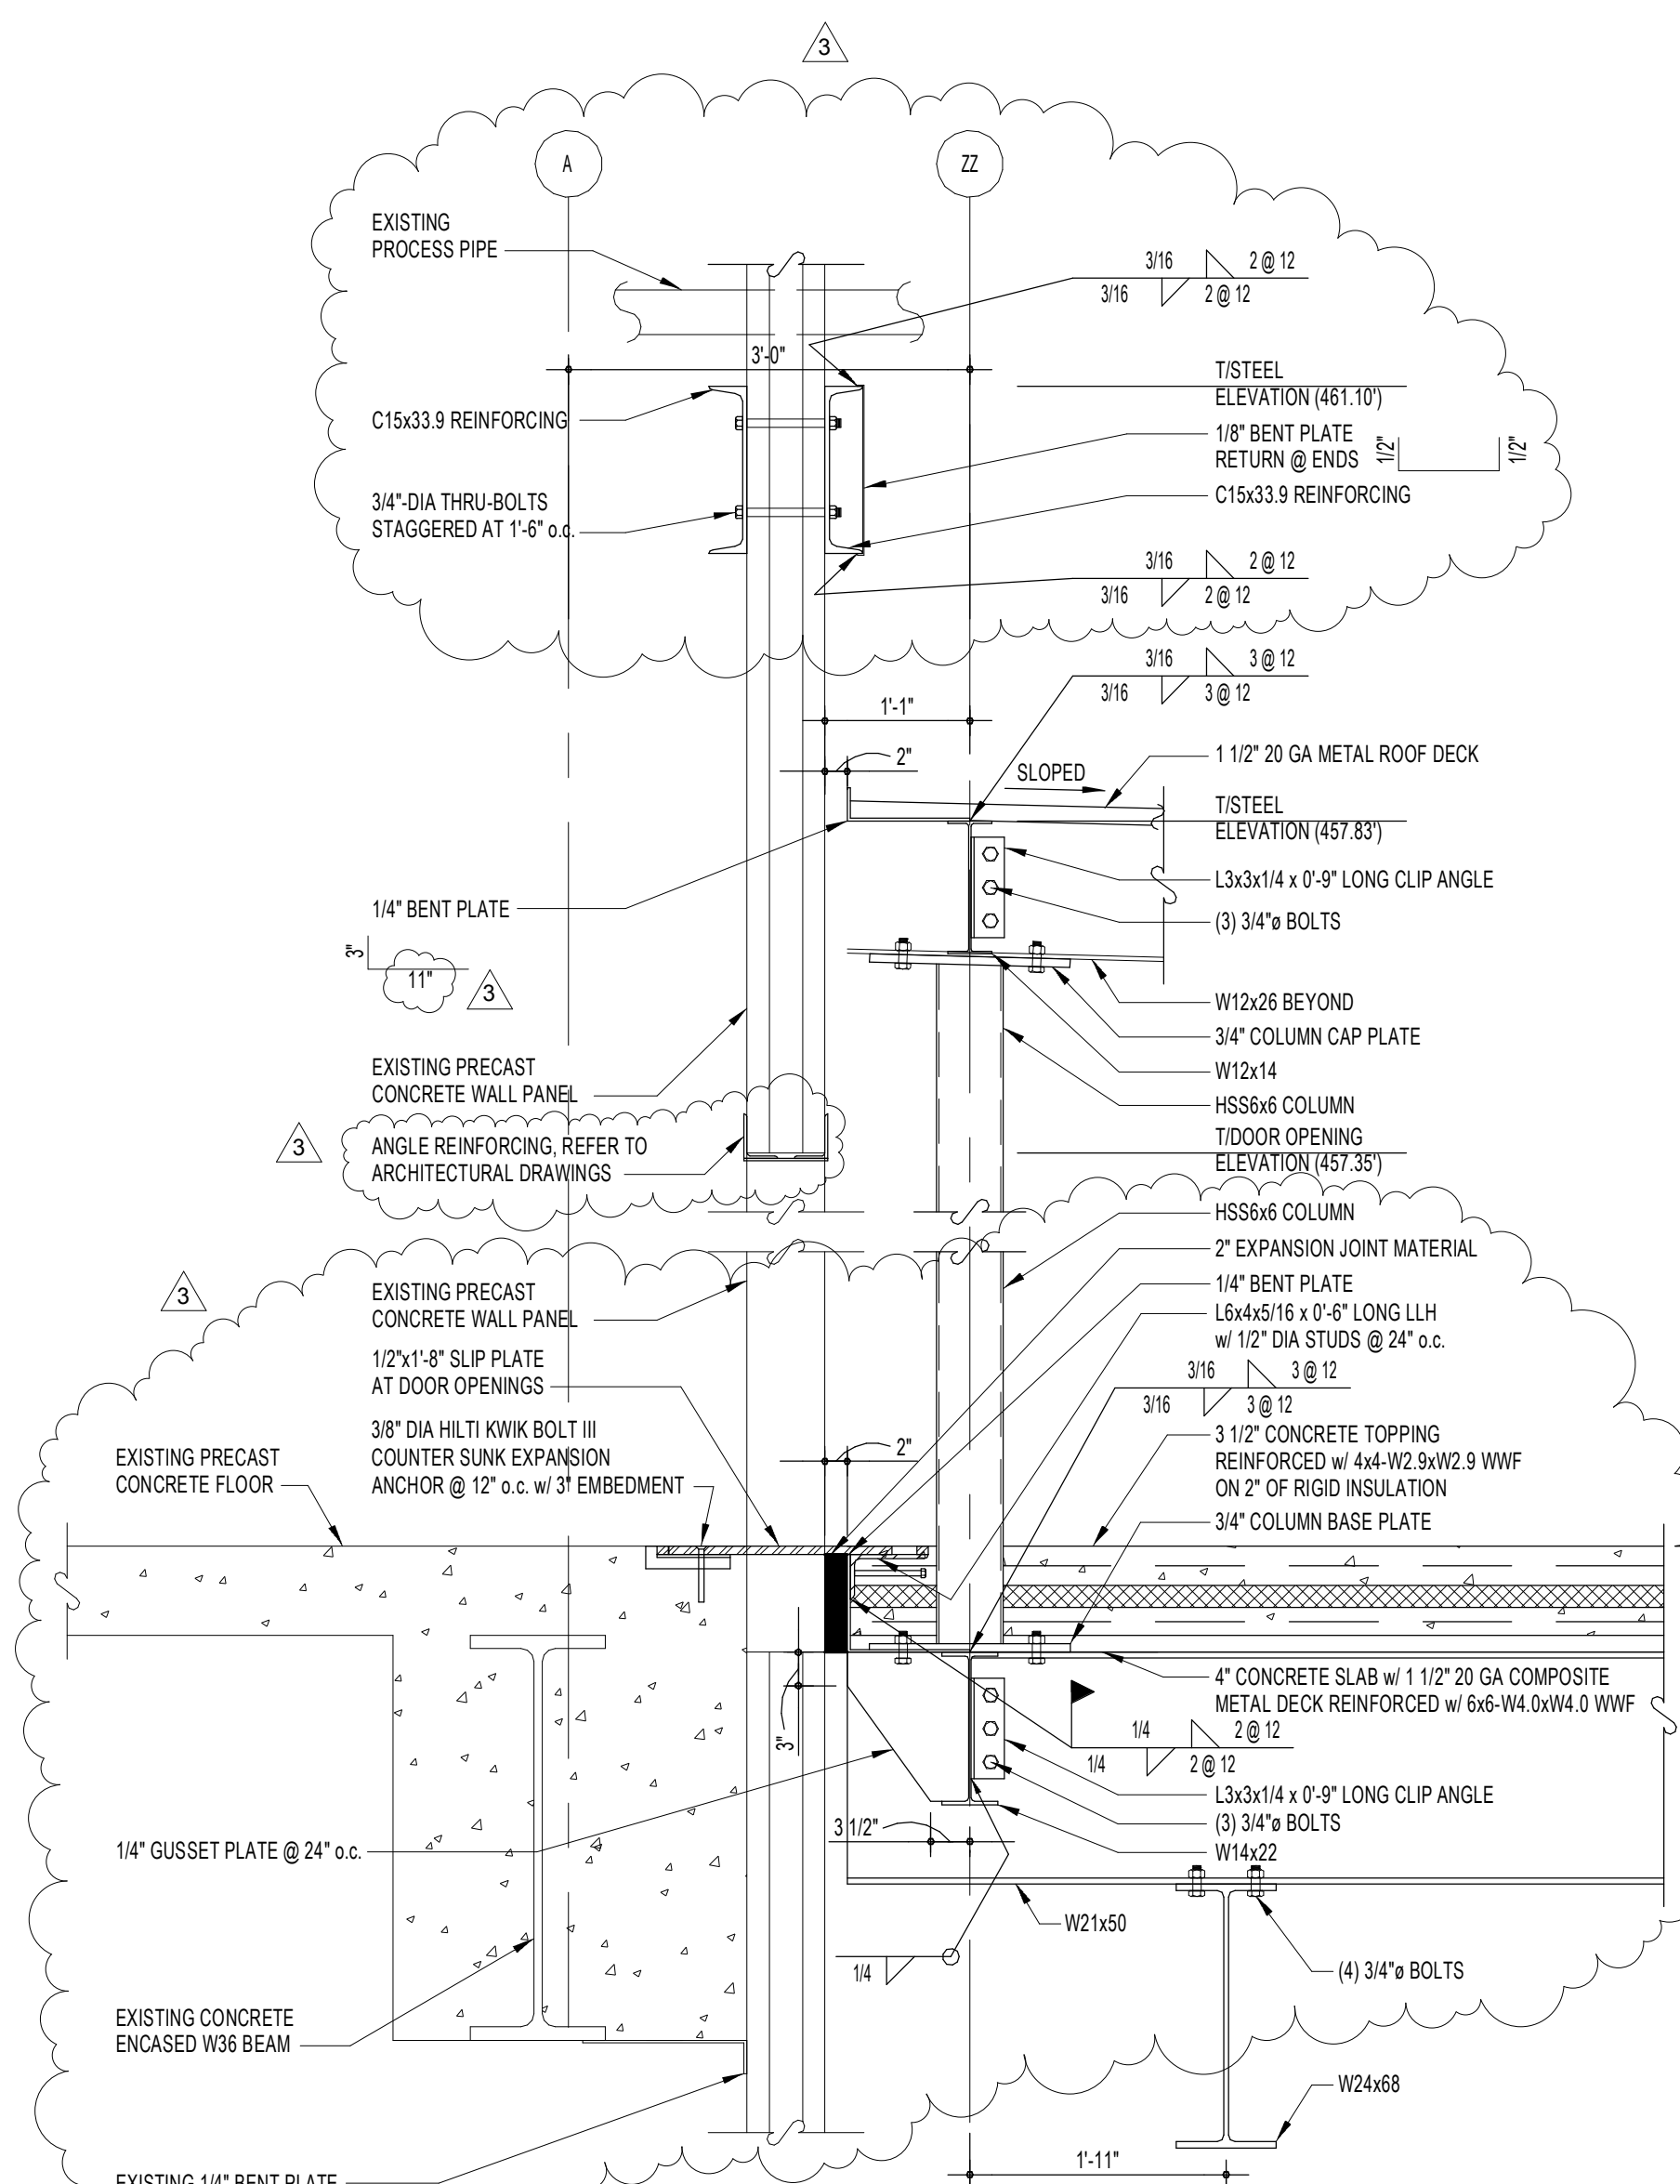 3
A
ZZ
EXISTING
PROCESS PIPE
3/16
2 @ 12
3/16
2 @ 12
3'-0"
T/STEEL
ELEVATION (461.10')
C15x33.9 REINFORCING
1/8" BENT PLATE
RETURN @ ENDS
1/2"
1/2"
3/4"-DIA THRU-BOLTS
STAGGERED AT 1'-6" o.c.
C15x33.9 REINFORCING
3/16
2 @ 12
3/16
2 @ 12
3/16
3 @ 12
3/16
3 @ 12
1'-1"
2"
1 1/2" 20 GA METAL ROOF DECK
SLOPED
T/STEEL
ELEVATION (457.83')
L3x3x1/4 x 0'-9" LONG CLIP ANGLE
1/4" BENT PLATE
(3) 3/4"ø BOLTS
3"
11"
3
W12x26 BEYOND
3/4" COLUMN CAP PLATE
W12x14
EXISTING PRECAST
CONCRETE WALL PANEL
HSS6x6 COLUMN
3
ANGLE REINFORCING, REFER TO
ARCHITECTURAL DRAWINGS
T/DOOR OPENING
ELEVATION (457.35')
HSS6x6 COLUMN
2" EXPANSION JOINT MATERIAL
3
EXISTING PRECAST
CONCRETE WALL PANEL
1/4" BENT PLATE
L6x4x5/16 x 0'-6" LONG LLH
w/ 1/2" DIA STUDS @ 24" o.c.
1/2"x1'-8" SLIP PLATE
AT DOOR OPENINGS
3/16
3 @ 12
3/16
3 @ 12
3/8" DIA HILTI KWIK BOLT III
COUNTER SUNK EXPANSION
ANCHOR @ 12" o.c. w/ 3" EMBEDMENT
2"
EXISTING PRECAST
CONCRETE FLOOR
3 1/2" CONCRETE TOPPING
REINFORCED w/ 4x4-W2.9xW2.9 WWF
ON 2" OF RIGID INSULATION
3/4" COLUMN BASE PLATE
4" CONCRETE SLAB w/ 1 1/2" 20 GA COMPOSITE
METAL DECK REINFORCED w/ 6x6-W4.0xW4.0 WWF
3"
1/4
2 @ 12
1/4
2 @ 12
L3x3x1/4 x 0'-9" LONG CLIP ANGLE
(3) 3/4"ø BOLTS
3 1/2"
1/4" GUSSET PLATE @ 24" o.c.
W14x22
W21x50
1/4
(4) 3/4"ø BOLTS
EXISTING CONCRETE
ENCASED W36 BEAM
W24x68
1'-11"
EXISTING 1/4" BENT PLATE